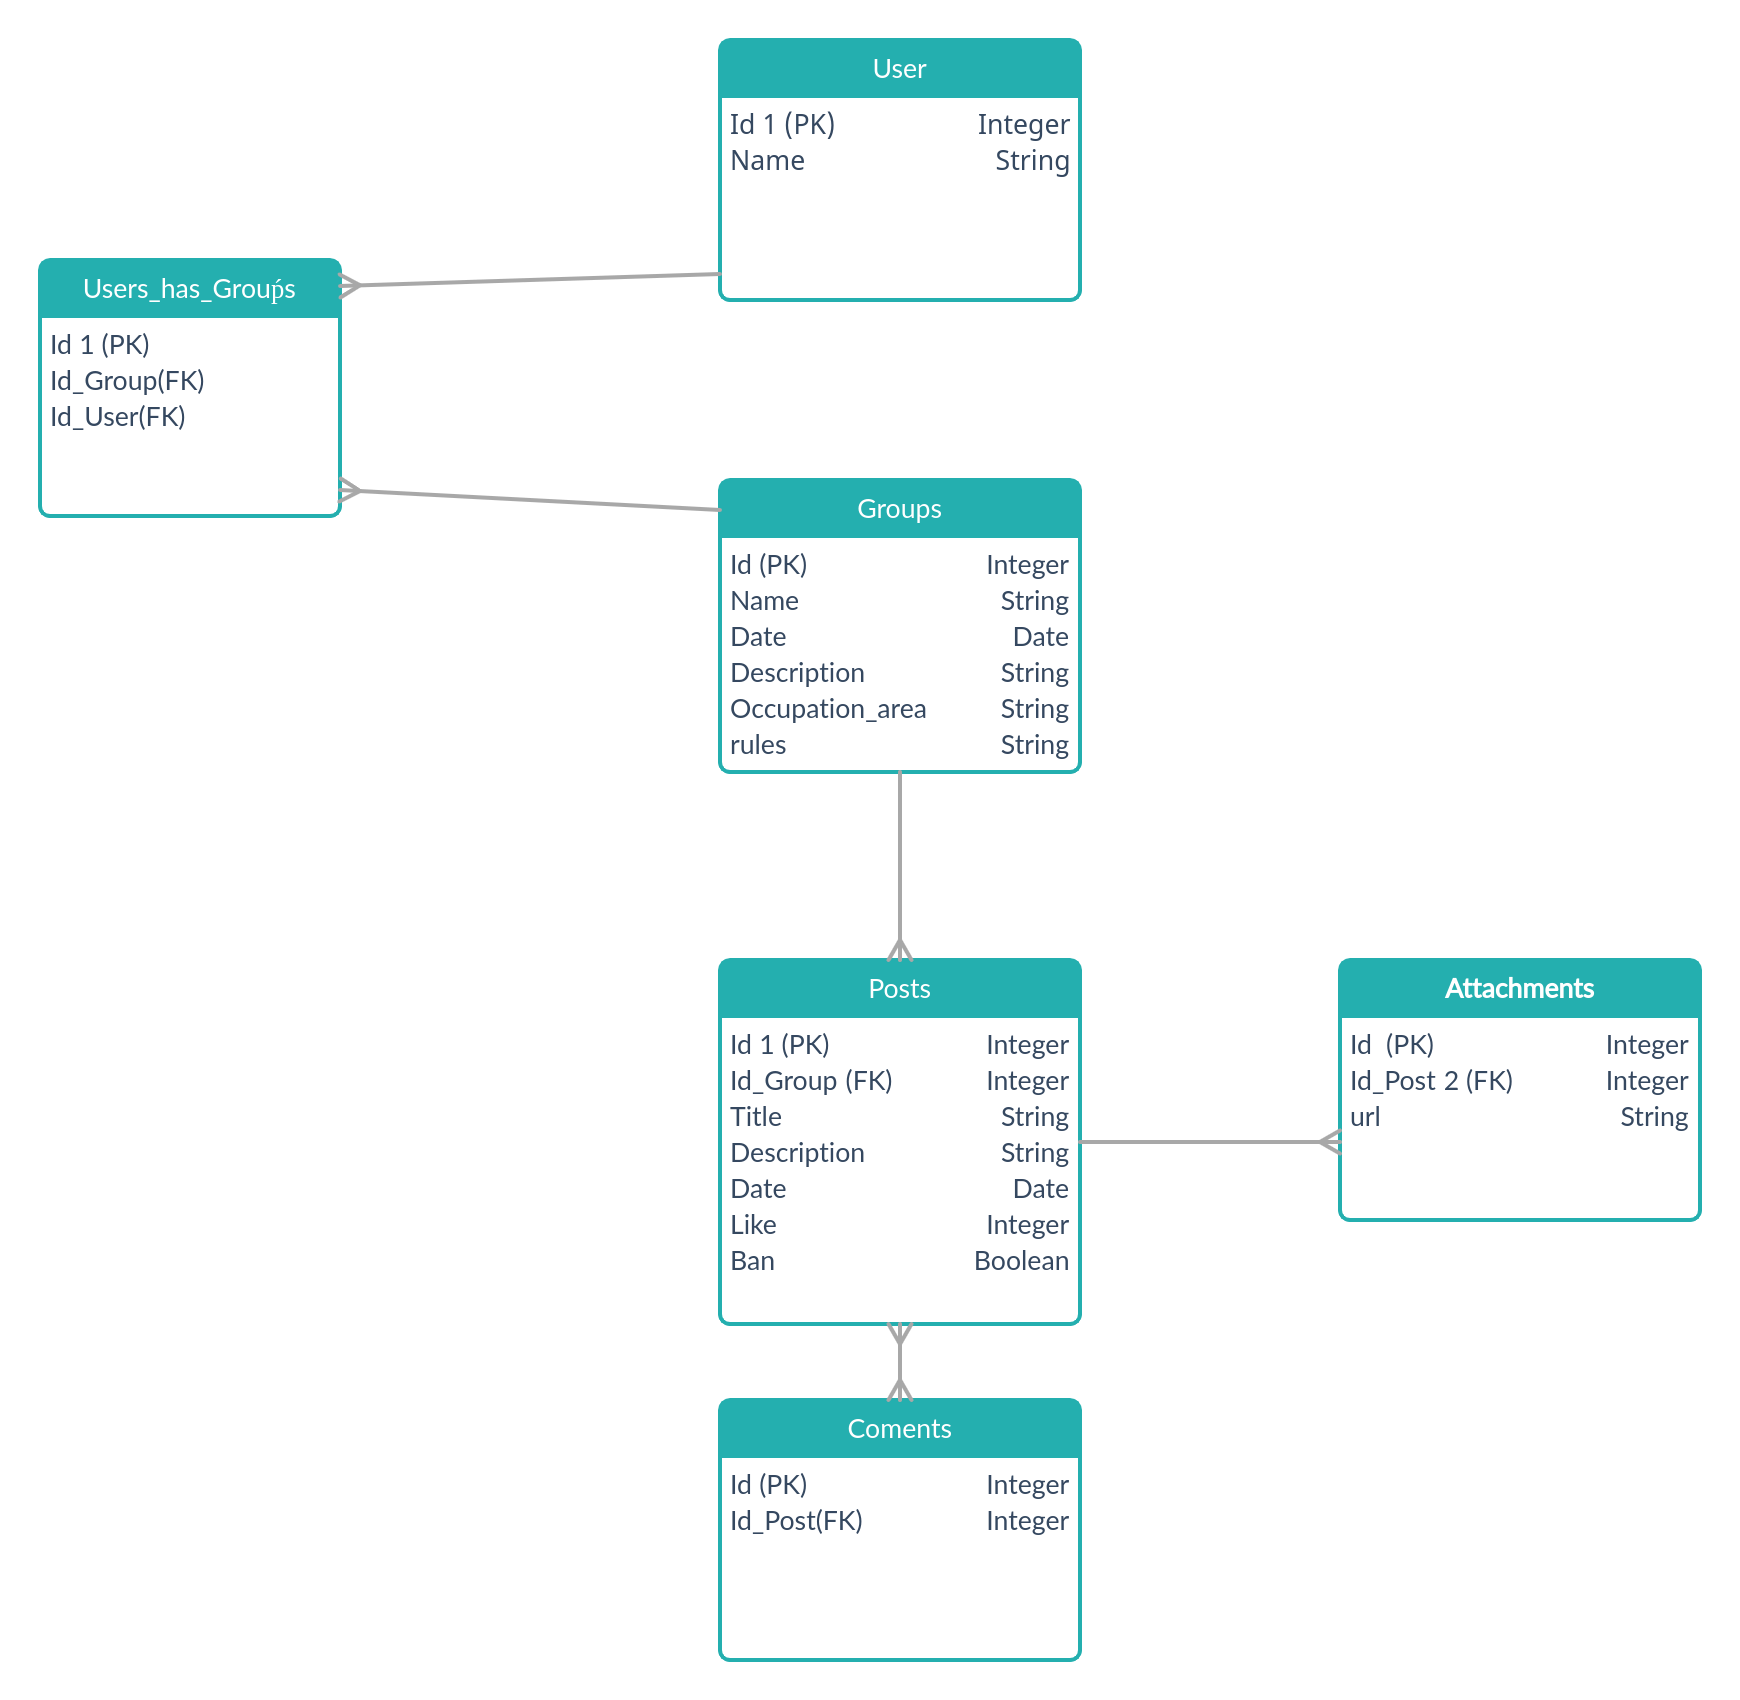 User
Id 1 (PK) Integer
Name String
Users_has_Grouṕs
Id 1 (PK)
Id_Group(FK)
Id_User(FK)
Groups
Id (PK) Integer
Name String
Date Date
Description String
Occupation_area String
rules String
Posts
Id 1 (PK) Integer
Id_Group (FK) Integer
Title String
Description String
Date Date
Like Integer
Ban Boolean
Attachments
Id (PK) Integer
Id_Post 2 (FK) Integer
url String
Coments
Id (PK) Integer
Id_Post(FK) Integer